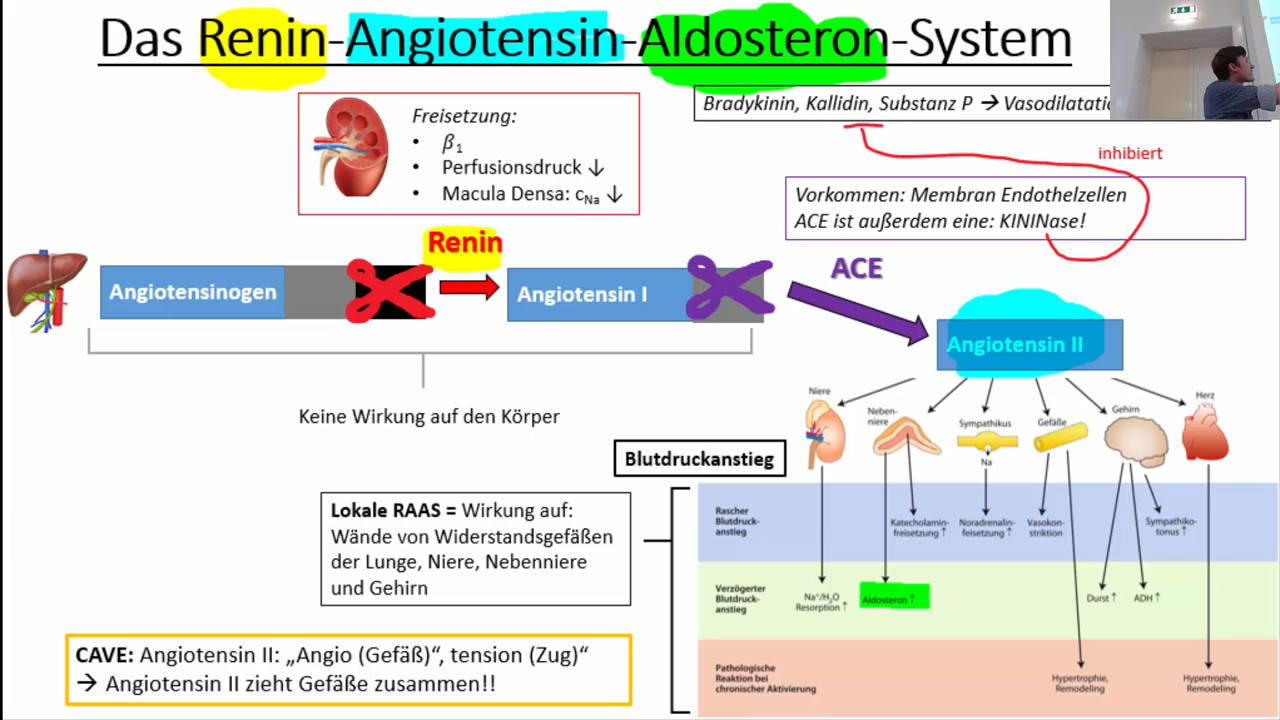 Das Renin-Angiotensin-Aldosteron-System
Freisetzung:
• β1
• Perfusionsdruck ↓
• Macula Densa: cNa ↓
Bradykinin, Kallidin, Substanz P → Vasodilatatio
inhibiert
Vorkommen: Membran Endothelzellen
ACE ist außerdem eine: KININase!
Renin
ACE
Angiotensinogen
Angiotensin I
Angiotensin II
Keine Wirkung auf den Körper
Niere
Neben-
niere
Sympathikus
Na
Gefäße
Gehirn
Herz
Blutdruckanstieg
Lokale RAAS = Wirkung auf:
Wände von Widerstandsgefäßen
der Lunge, Niere, Nebenniere
und Gehirn
Rascher
Blutdruck-
anstieg
Katecholamin-
freisetzung ↑
Noradrenalin-
feisetzung ↑
Vasokon-
striktion
Sympathiko-
tonus ↑
Verzögerter
Blutdruck-
anstieg
Na+/H2O
Resorption ↑
Aldosteron ↑
Durst ↑
ADH ↑
Pathologische
Reaktion bei
chronischer Aktivierung
Hypertrophie,
Remodeling
Hypertrophie,
Remodeling
CAVE: Angiotensin II: „Angio (Gefäß)“, tension (Zug)“
→ Angiotensin II zieht Gefäße zusammen!!